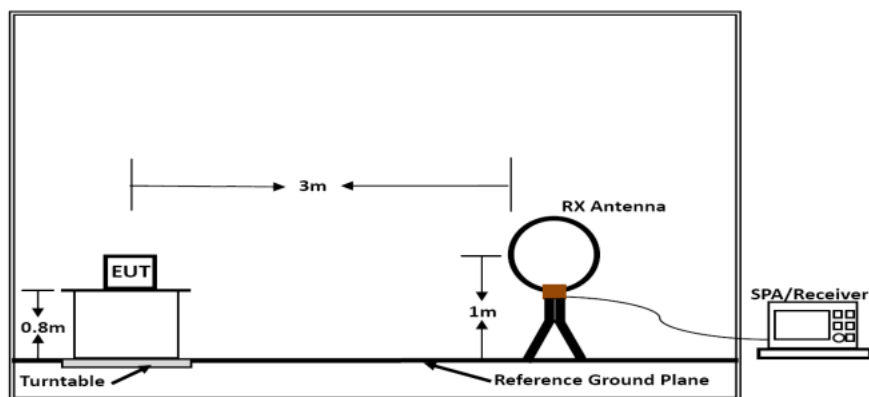 3m
RX Antenna
EUT
SPA/Receiver
0.8m
1m
Turntable
Reference Ground Plane